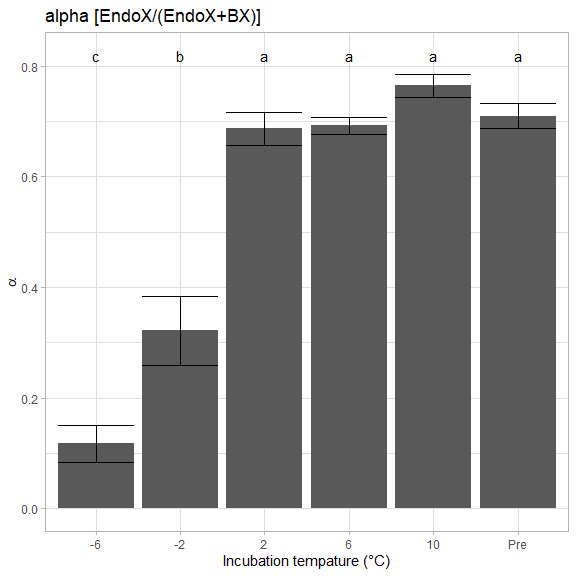 alpha [EndoX/(EndoX+BX)]
c b a a a a
0.8
0.6
0.4
0.2
0.0
α
-6 -2 2 6 10 Pre
Incubation tempature (°C)